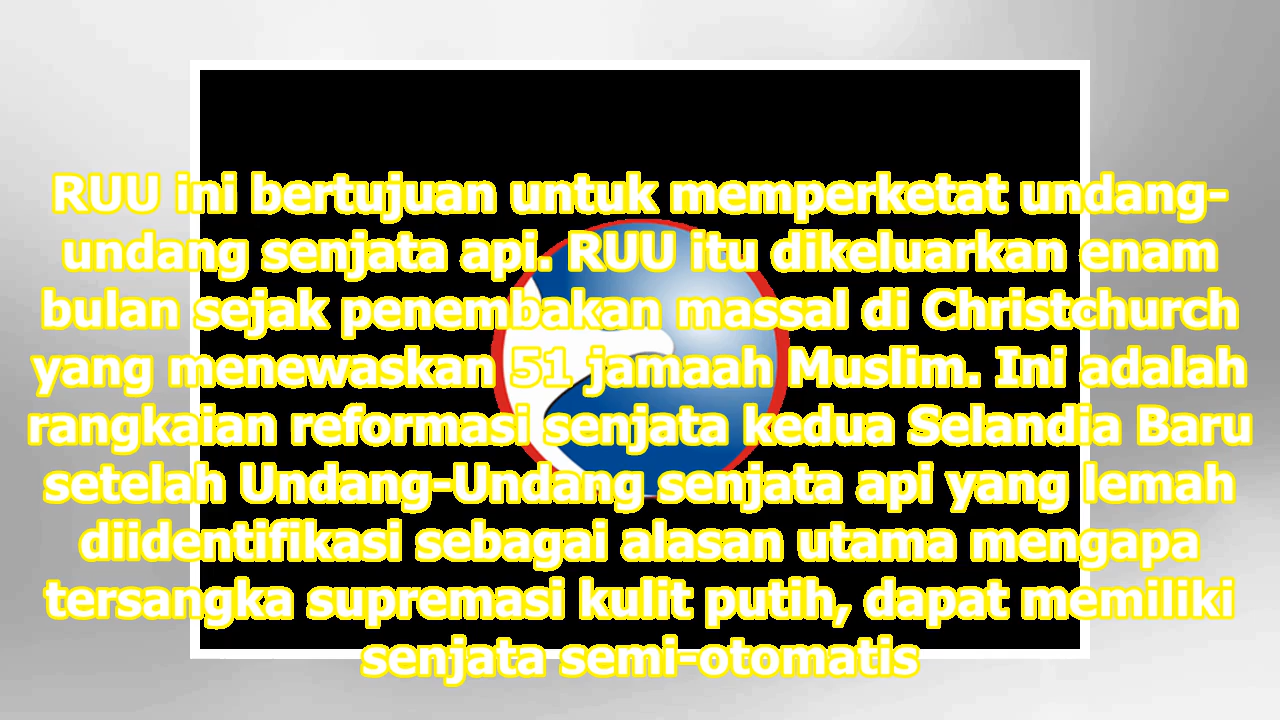 RUU ini bertujuan untuk memperketat undang-
undang senjata api. RUU itu dikeluarkan enam
bulan sejak penembakan massal di Christchurch
yang menewaskan 51 jamaah Muslim. Ini adalah
rangkaian reformasi senjata kedua Selandia Baru
setelah Undang-Undang senjata api yang lemah
diidentifikasi sebagai alasan utama mengapa
tersangka supremasi kulit putih, dapat memiliki
senjata semi-otomatis